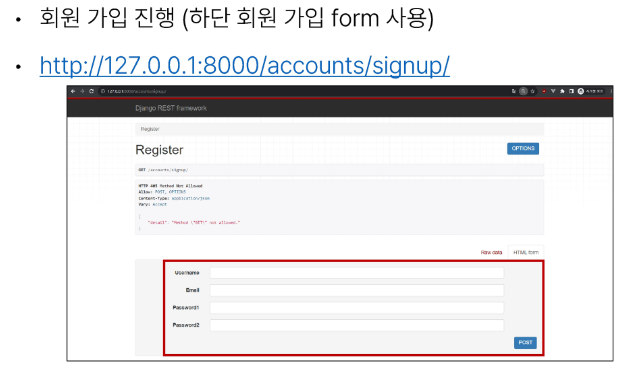 • 회원 가입 진행 (하단 회원 가입 form 사용)
• http://127.0.0.1:8000/accounts/signup/
Django REST framework
Register
Register
OPTIONS
GET /accounts/signup/
HTTP 405 Method Not Allowed
Allow: POST, OPTIONS
Content-Type: application/json
Vary: Accept
{
"detail": "Method \"GET\" not allowed."
}
Raw data HTML form
Username
Email
Password1
Password2
POST